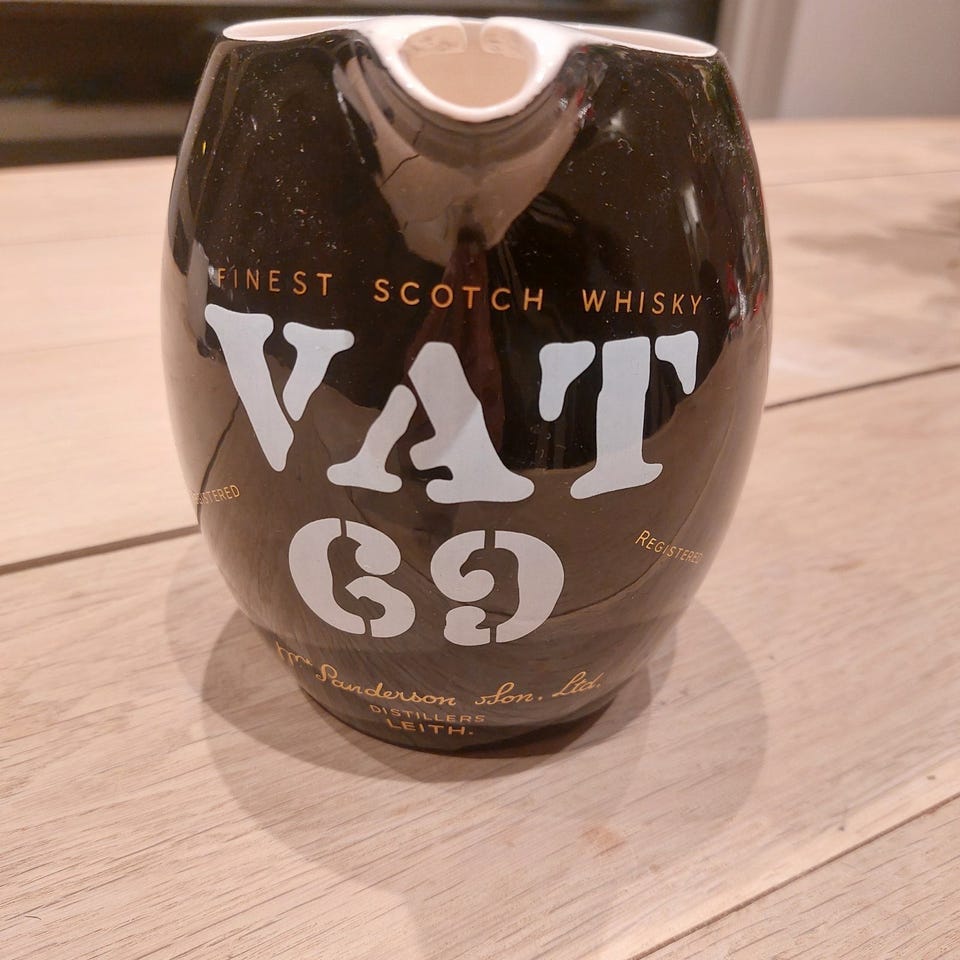 FINEST SCOTCH WHISKY
VAT
REGISTERED
69
REGISTERED
Wm Sanderson & Son. Ltd.
DISTILLERS
LEITH.